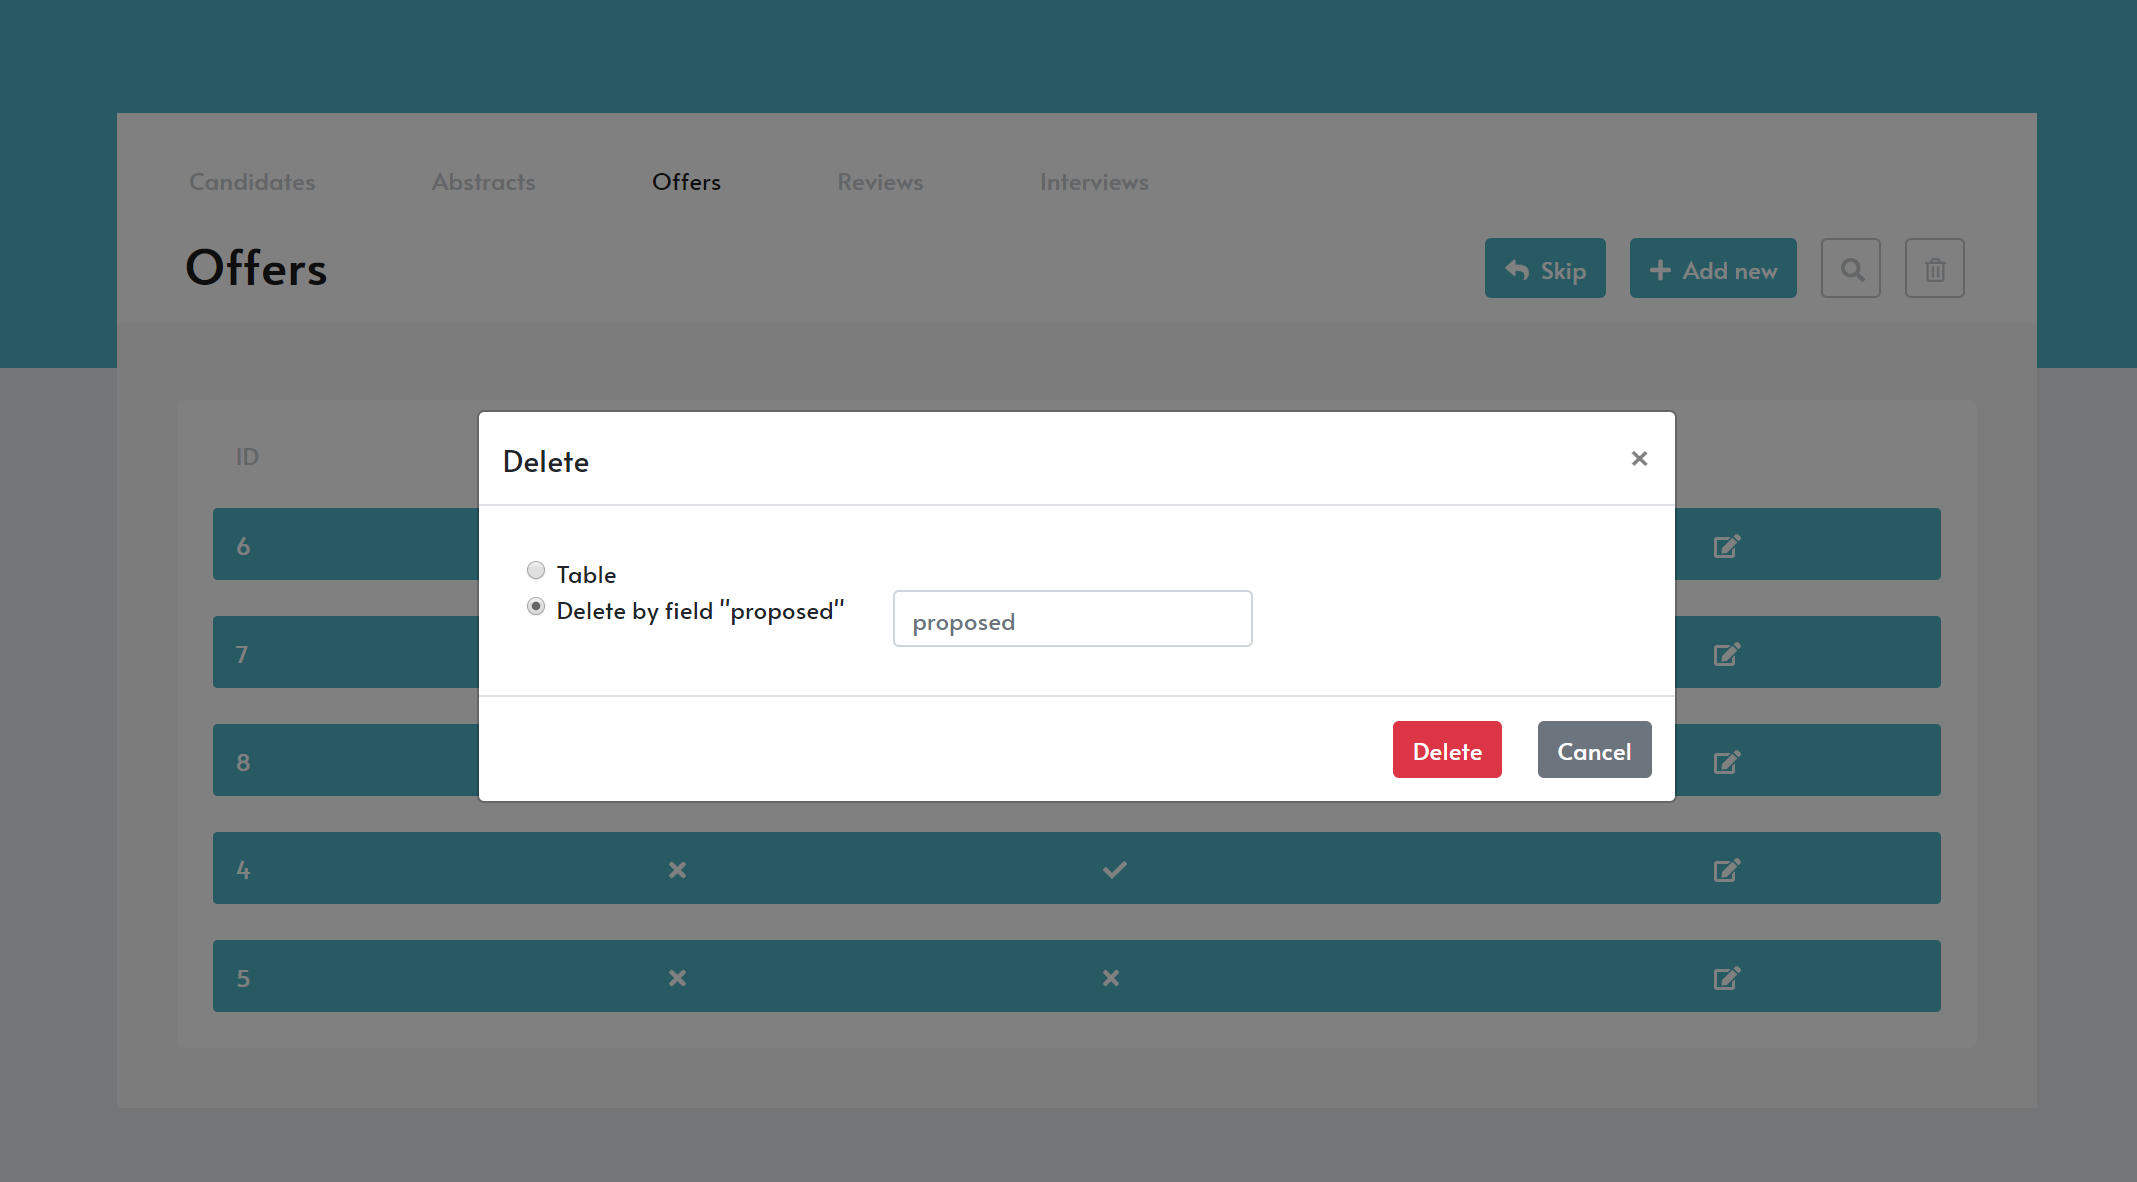 Candidates Abstracts Offers Reviews Interviews
Offers
Skip Add new
ID
Delete
6
Table
Delete by field "proposed" proposed
7
Delete Cancel
8
4
5